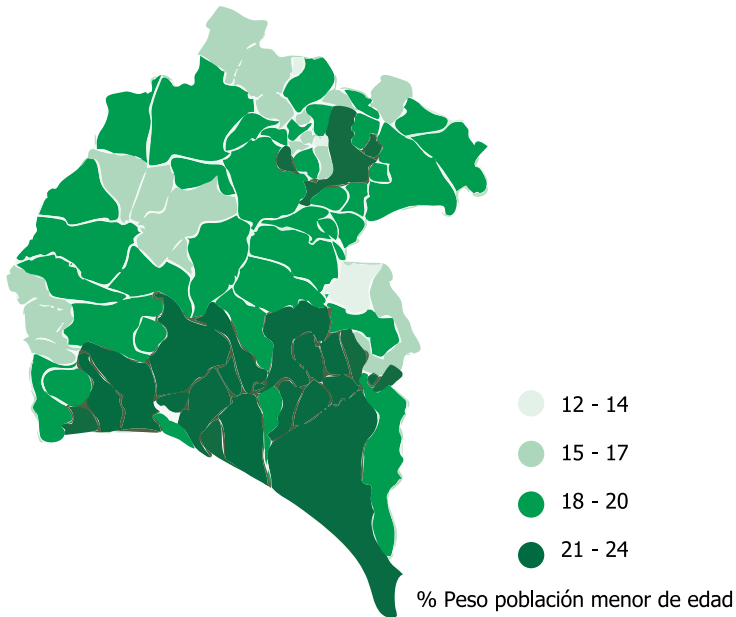 12 - 14
15 - 17
18 - 20
21 - 24
% Peso población menor de edad